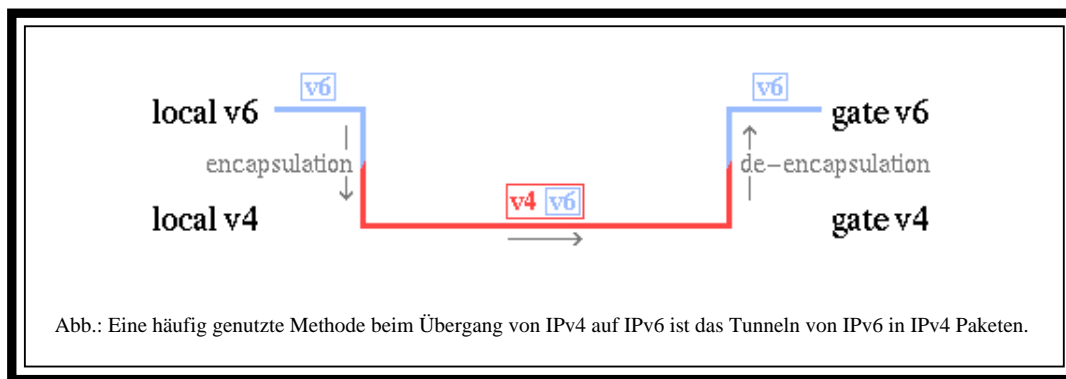 v6
v6
local v6
gate v6
encapsulation
de-encapsulation
v4 v6
local v4
gate v4
Abb.: Eine häufig genutzte Methode beim Übergang von IPv4 auf IPv6 ist das Tunneln von IPv6 in IPv4 Paketen.